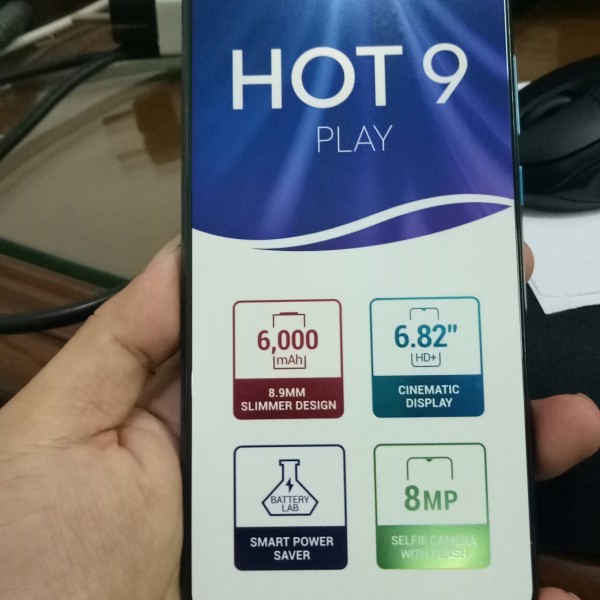 HOT 9
PLAY
6,000
mAh
8.9MM
SLIMMER DESIGN
6.82"
HD+
CINEMATIC
DISPLAY
BATTERY
LAB
SMART POWER
SAVER
8MP
SELFIE CAMERA
WITH FLASH